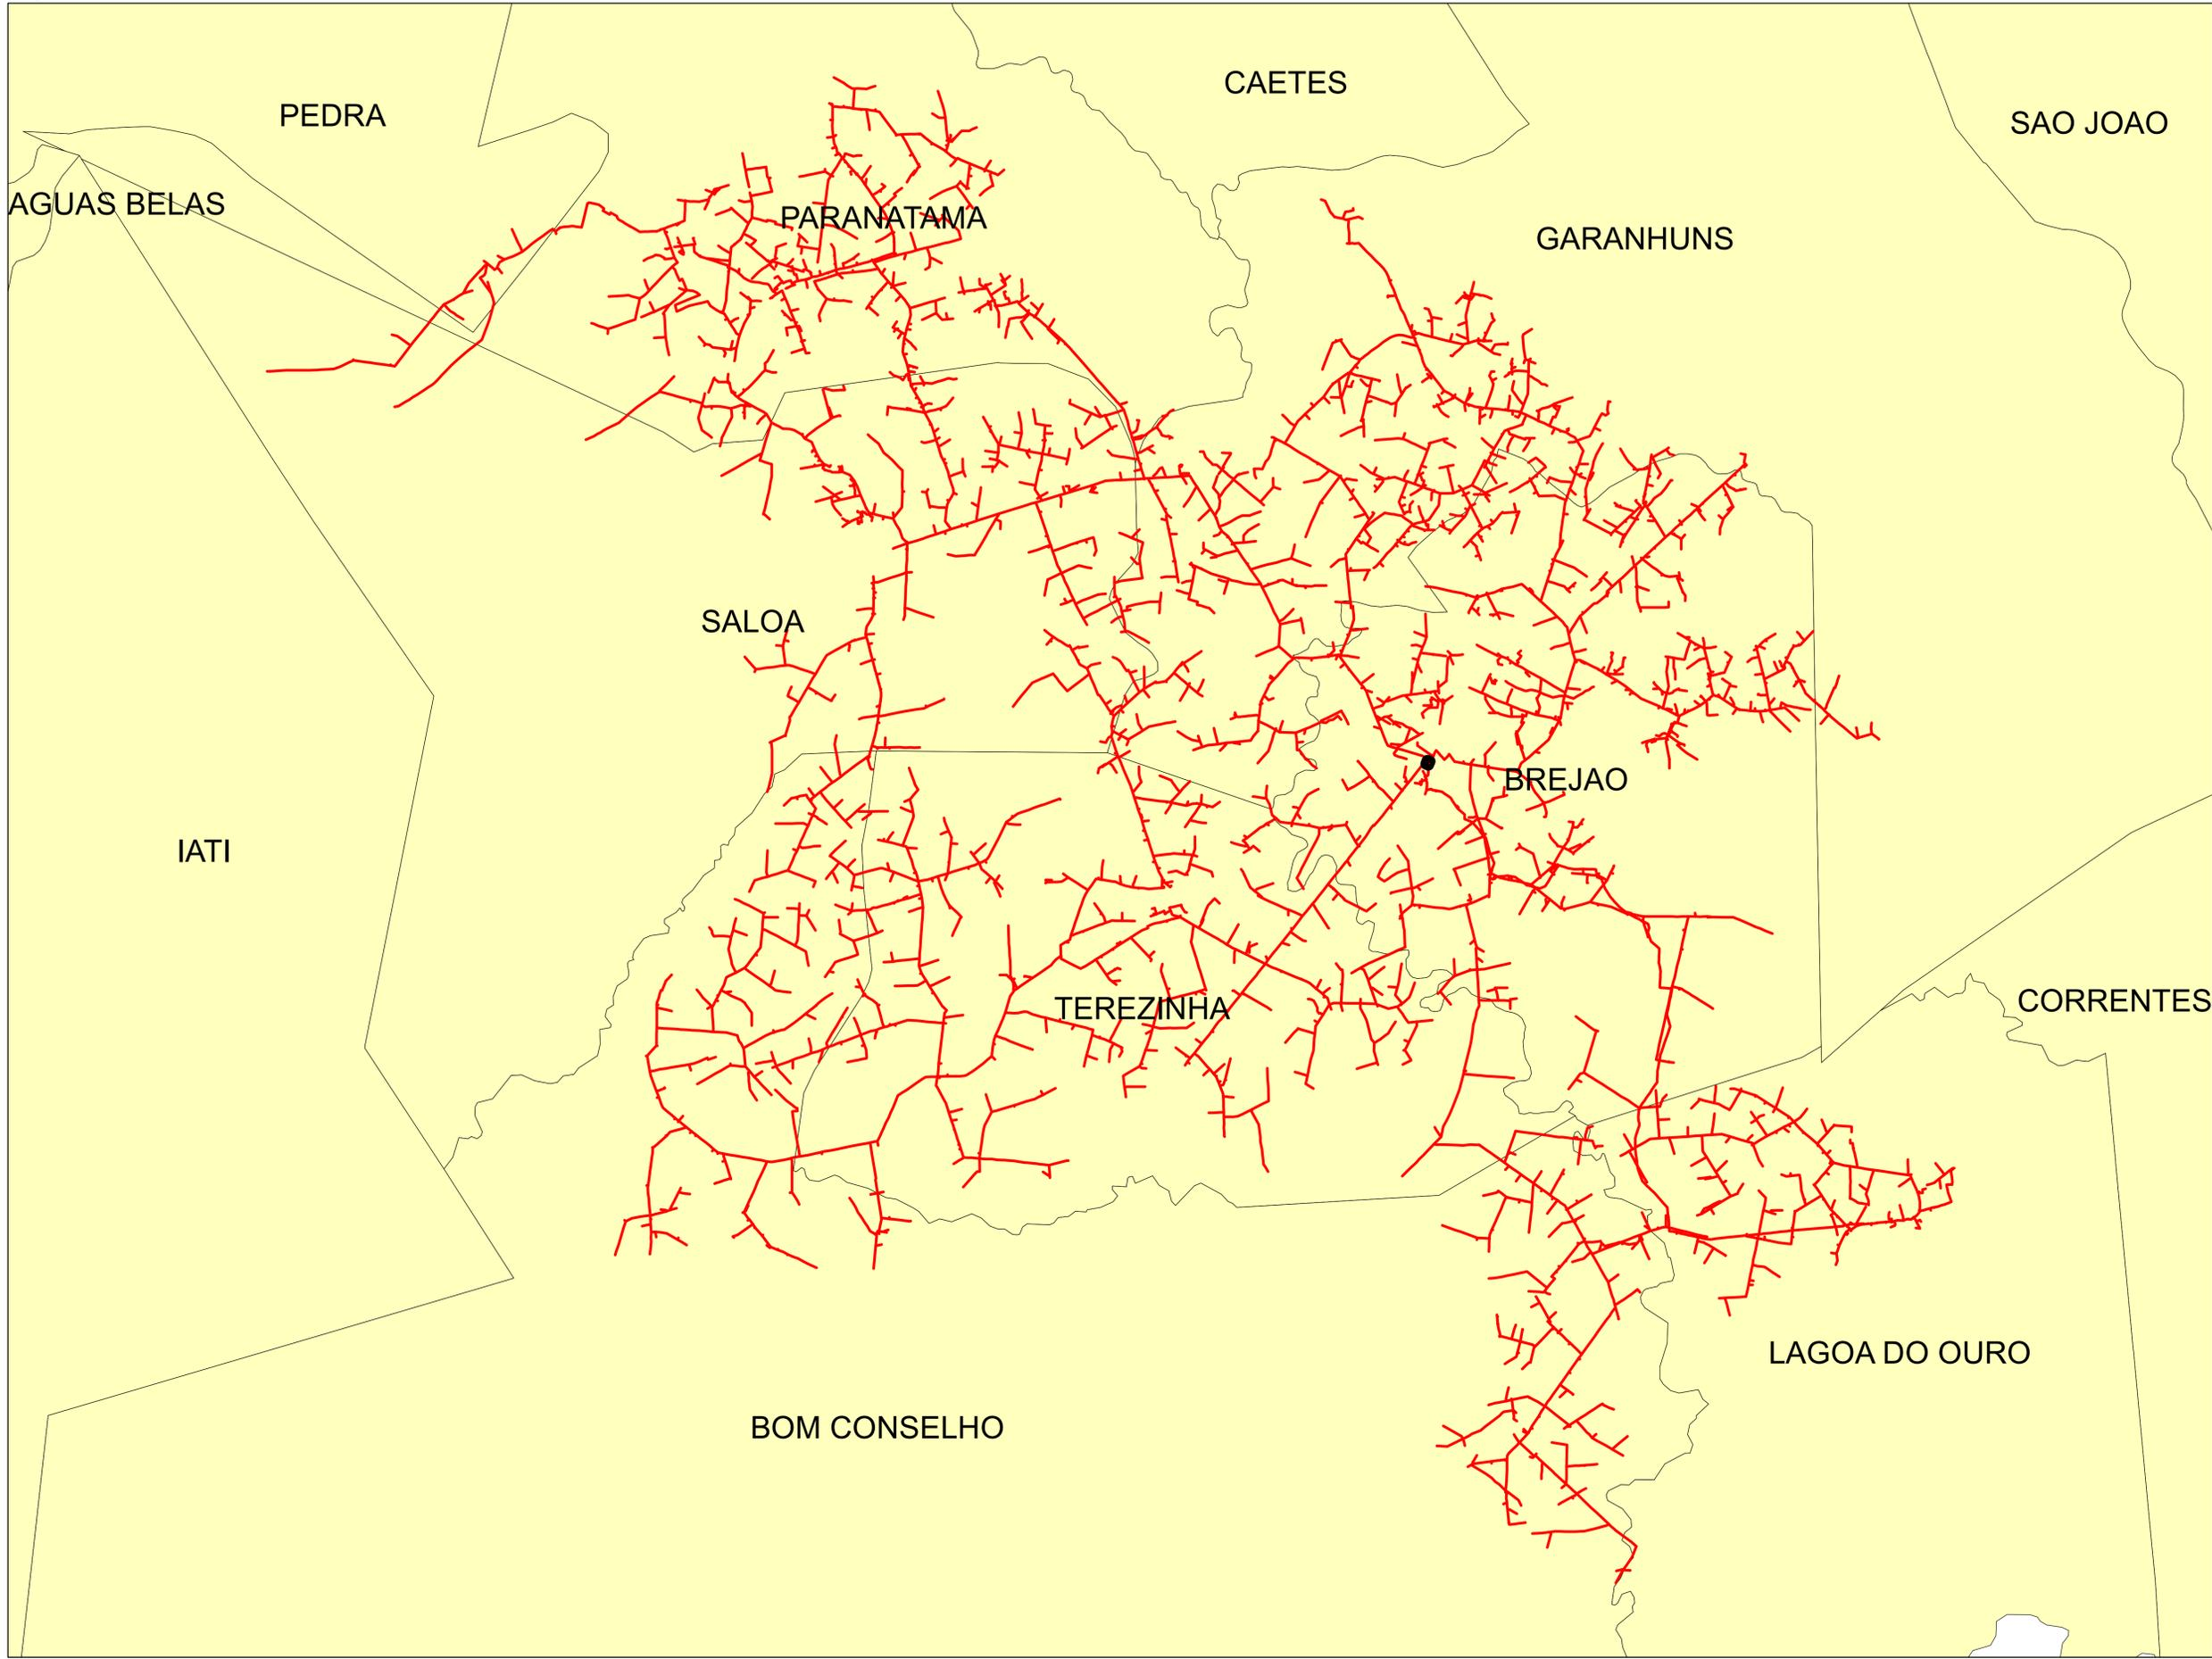 CAETES
PEDRA
SAO JOAO
AGUAS BELAS
PARANATAMA
GARANHUNS
SALOA
BREJAO
IATI
TEREZINHA
CORRENTES
LAGOA DO OURO
BOM CONSELHO